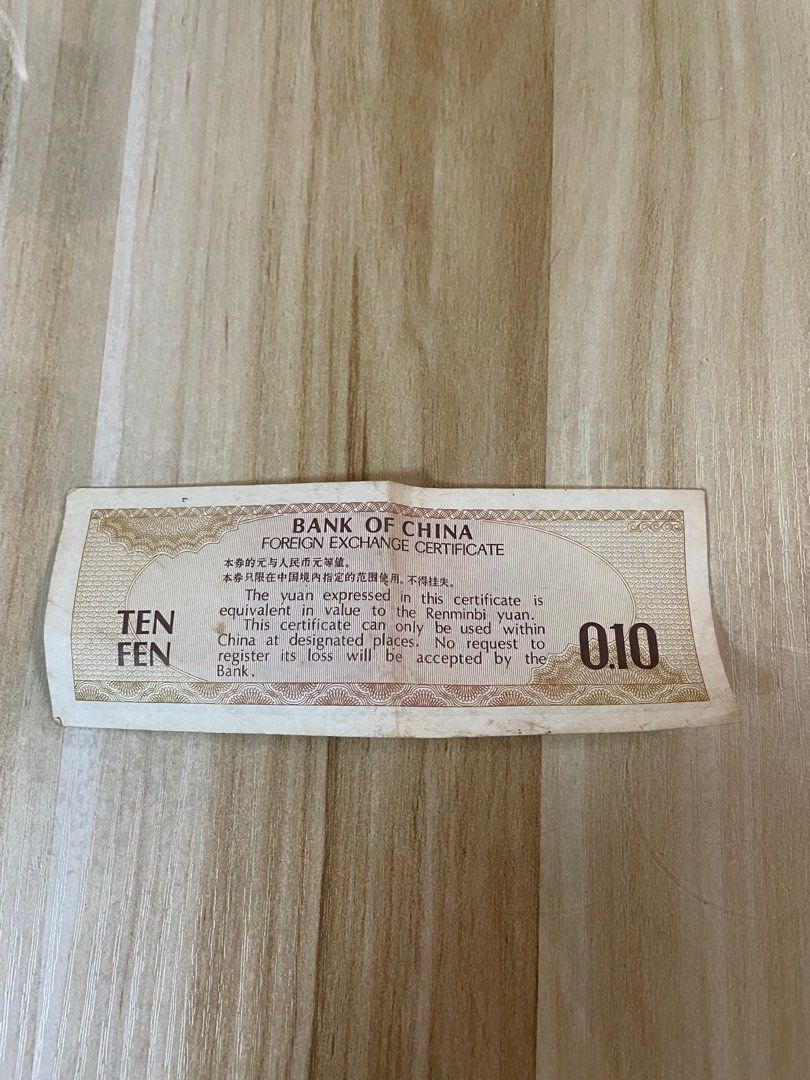 BANK OF CHINA
FOREIGN EXCHANGE CERTIFICATE
本券的元与人民币元等值。
本券只限在中国境内指定的范围使用。不得挂失。
The yuan expressed in this certificate is
equivalent in value to the Renminbi yuan.
This certificate can only be used within
China at designated places. No request to
register its loss will be accepted by the
Bank.
TEN
FEN
0.10